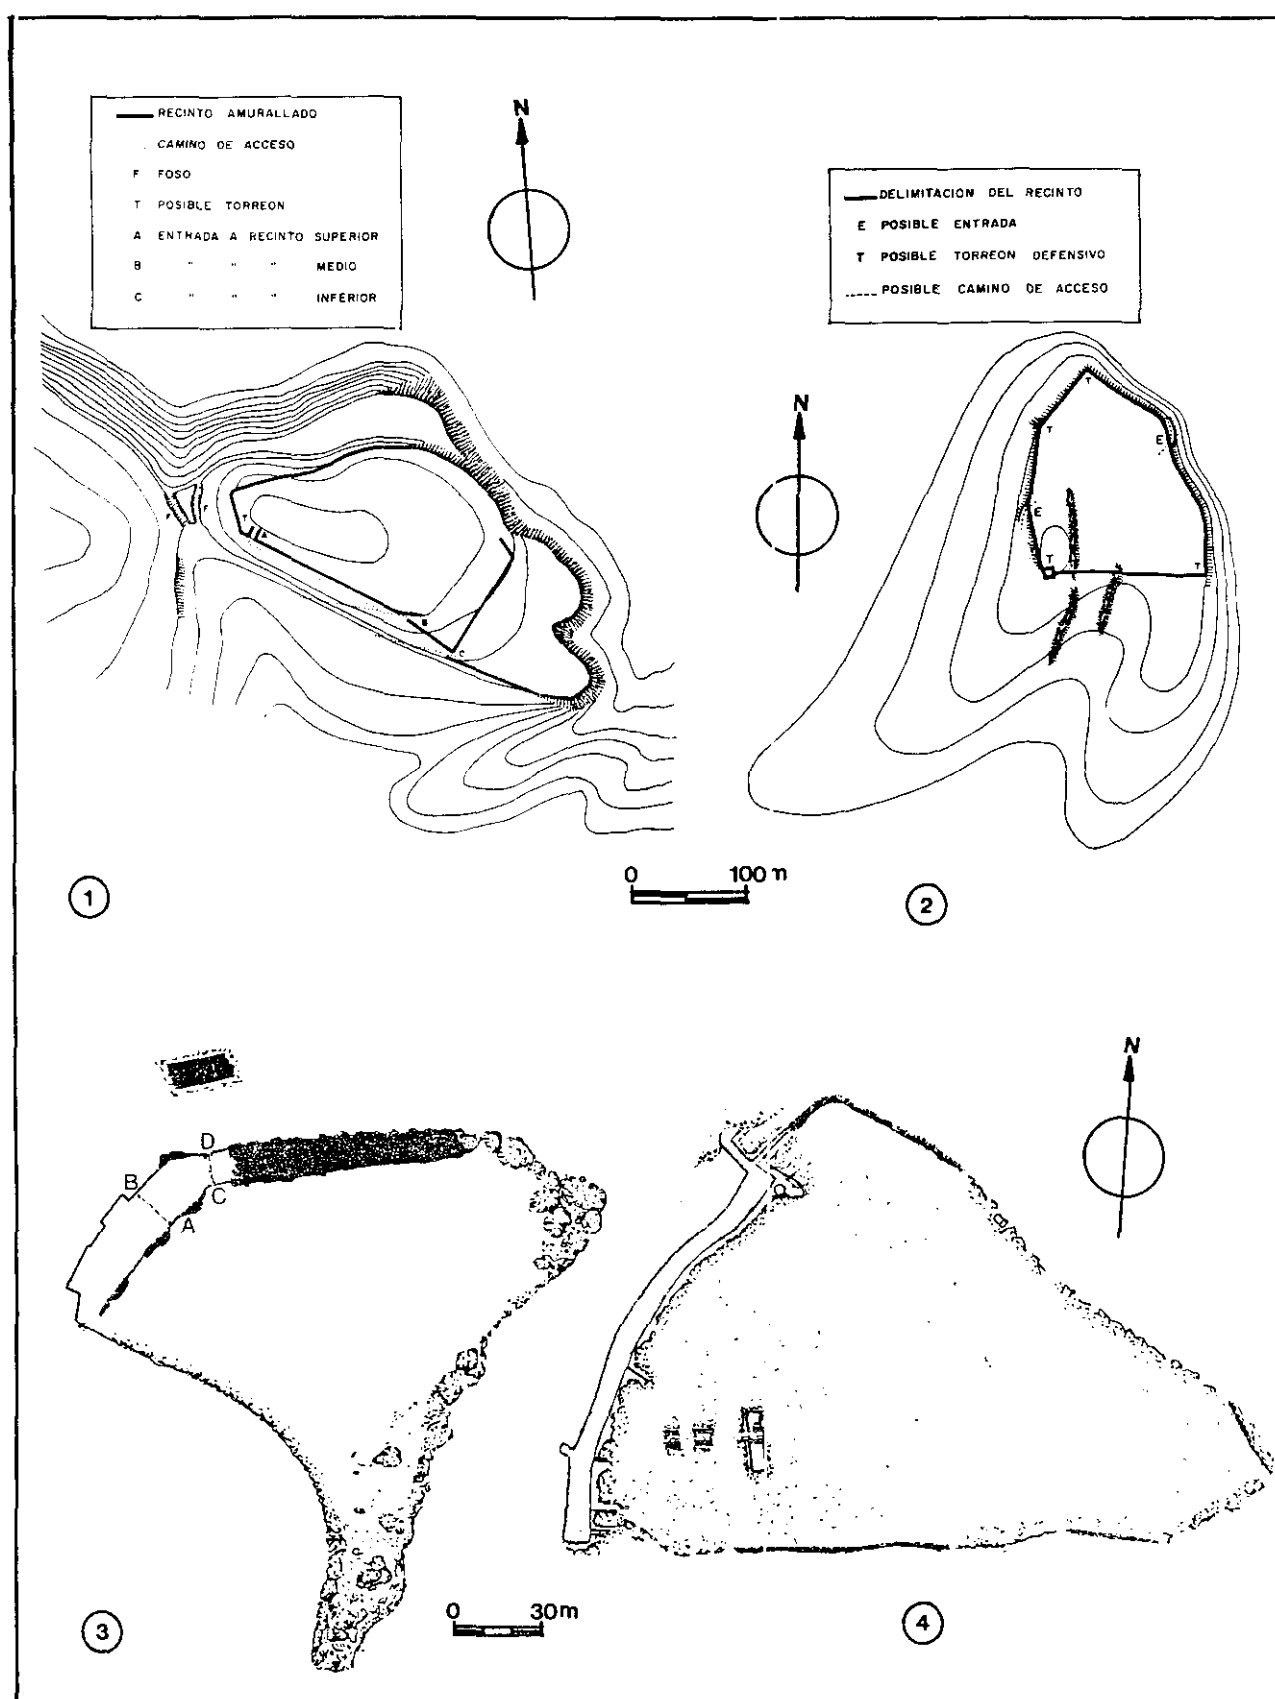 RECINTO AMURALLADO
CAMINO DE ACCESO
F FOSO
T POSIBLE TORREON
A ENTRADA A RECINTO SUPERIOR
B " " " MEDIO
C " " " INFERIOR
N
DELIMITACION DEL RECINTO
E POSIBLE ENTRADA
T POSIBLE TORREON DEFENSIVO
POSIBLE CAMINO DE ACCESO
N
F F
T
A
B
C
T
T
E
E
T
T
0 100 m
1
2
N
D
B
C
A
0 30m
3
4